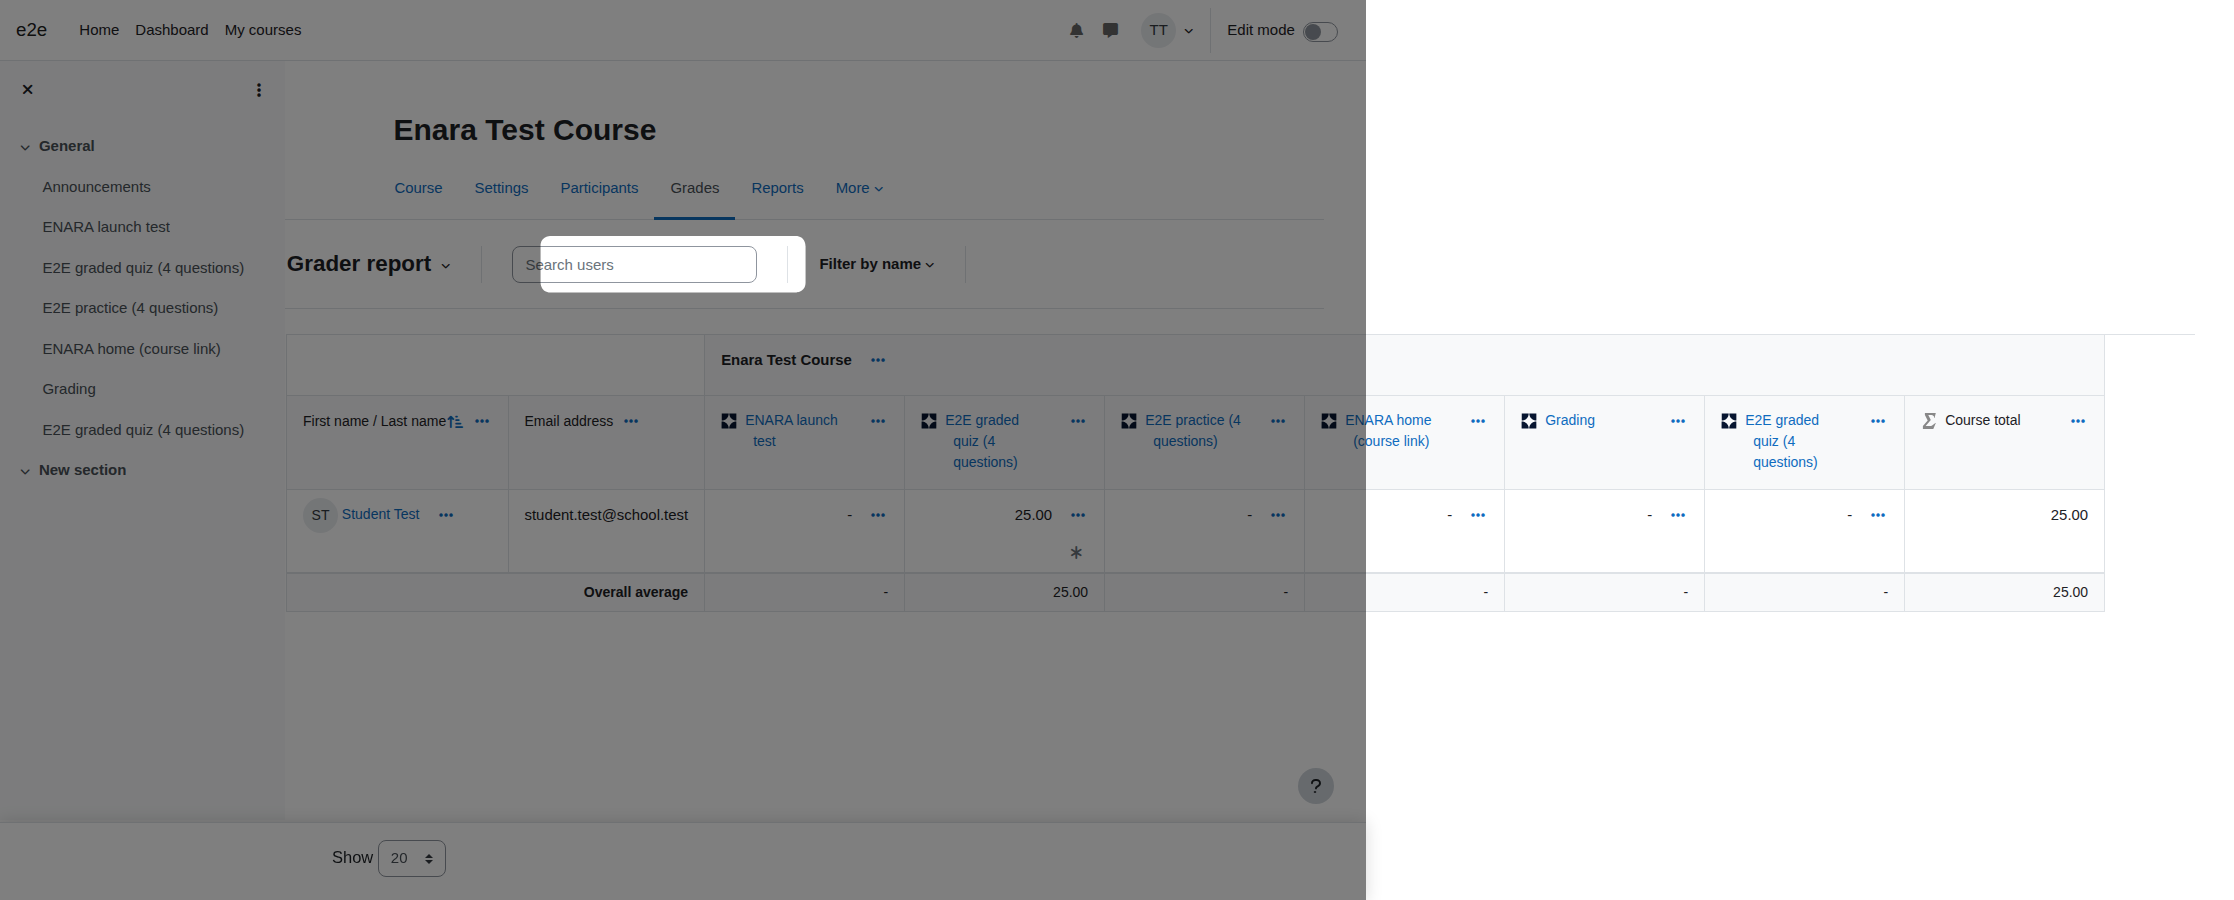 e2e Home Dashboard My courses TT Edit mode
General
Announcements
ENARA launch test
E2E graded quiz (4 questions)
E2E practice (4 questions)
ENARA home (course link)
Grading
E2E graded quiz (4 questions)
New section
Enara Test Course
Course Settings Participants Grades Reports More
Grader report Search users Filter by name
Enara Test Course
First name / Last name Email address ENARA launch E2E graded E2E practice (4 ENARA home Grading E2E graded Course total
test quiz (4 questions) (course link) quiz (4
questions) questions)
ST Student Test student.test@school.test - 25.00 - - - - 25.00
Overall average - 25.00 - - - - 25.00
?
Show 20